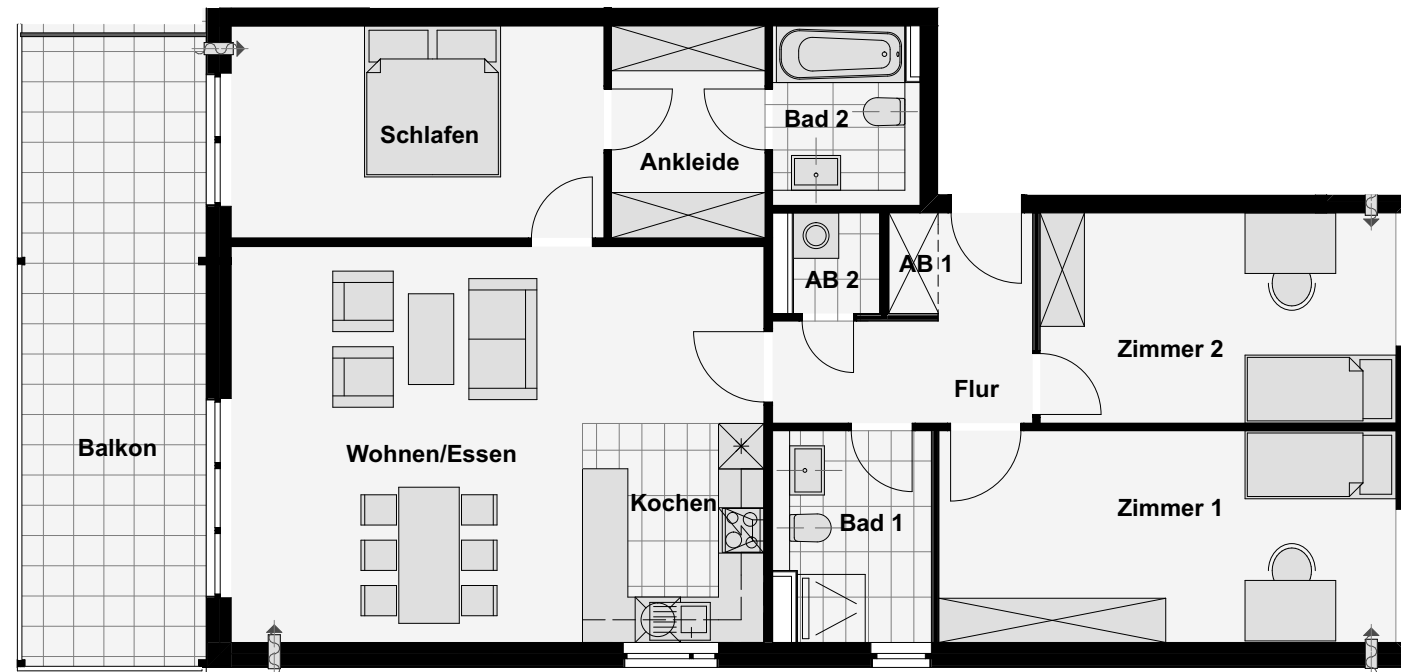 Schlafen
Ankleide
Bad 2
AB 2
AB 1
Zimmer 2
Flur
Balkon
Wohnen/Essen
Kochen
Bad 1
Zimmer 1